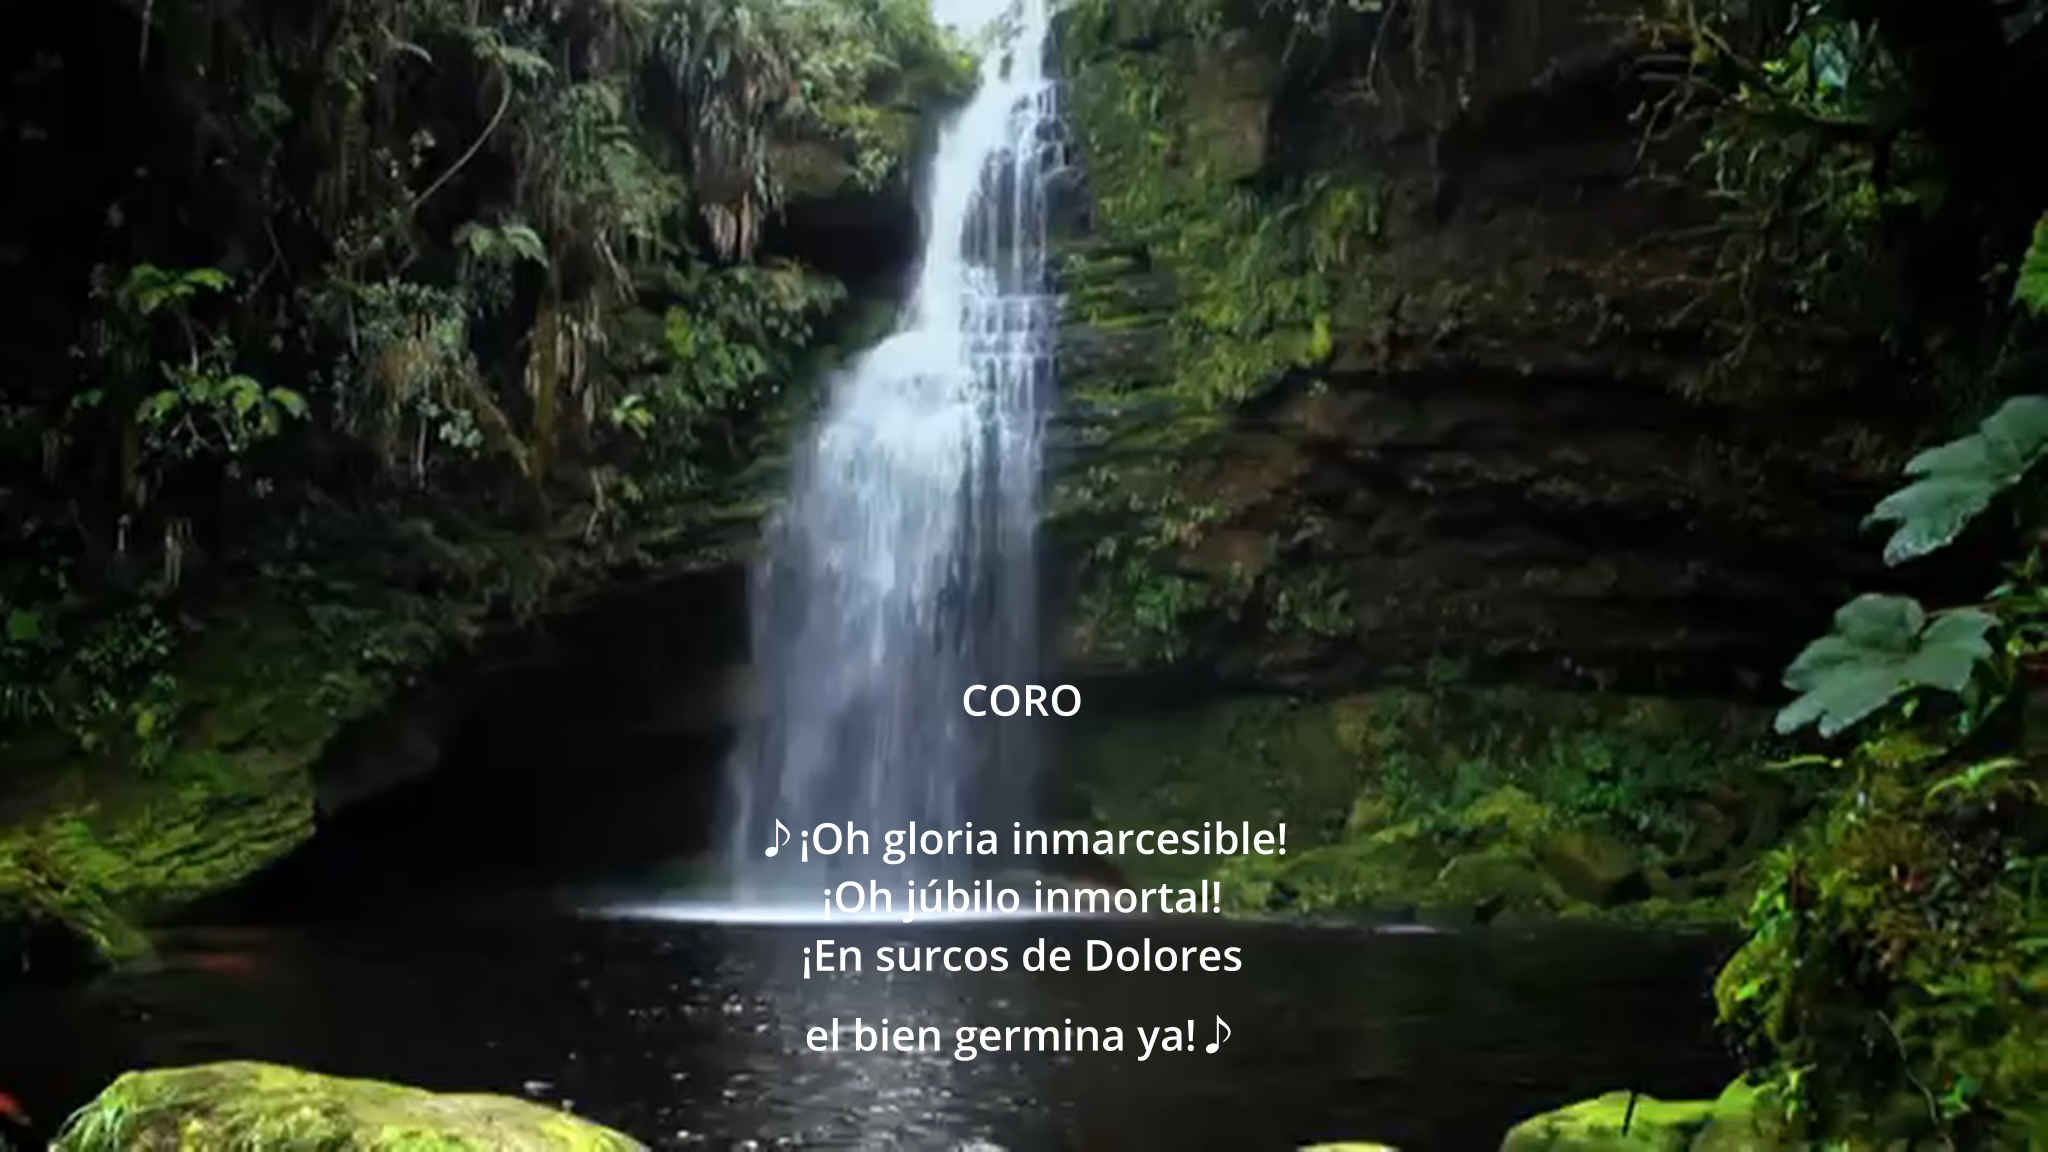 CORO
♪¡Oh gloria inmarcesible!
¡Oh júbilo inmortal!
¡En surcos de Dolores
el bien germina ya!♪